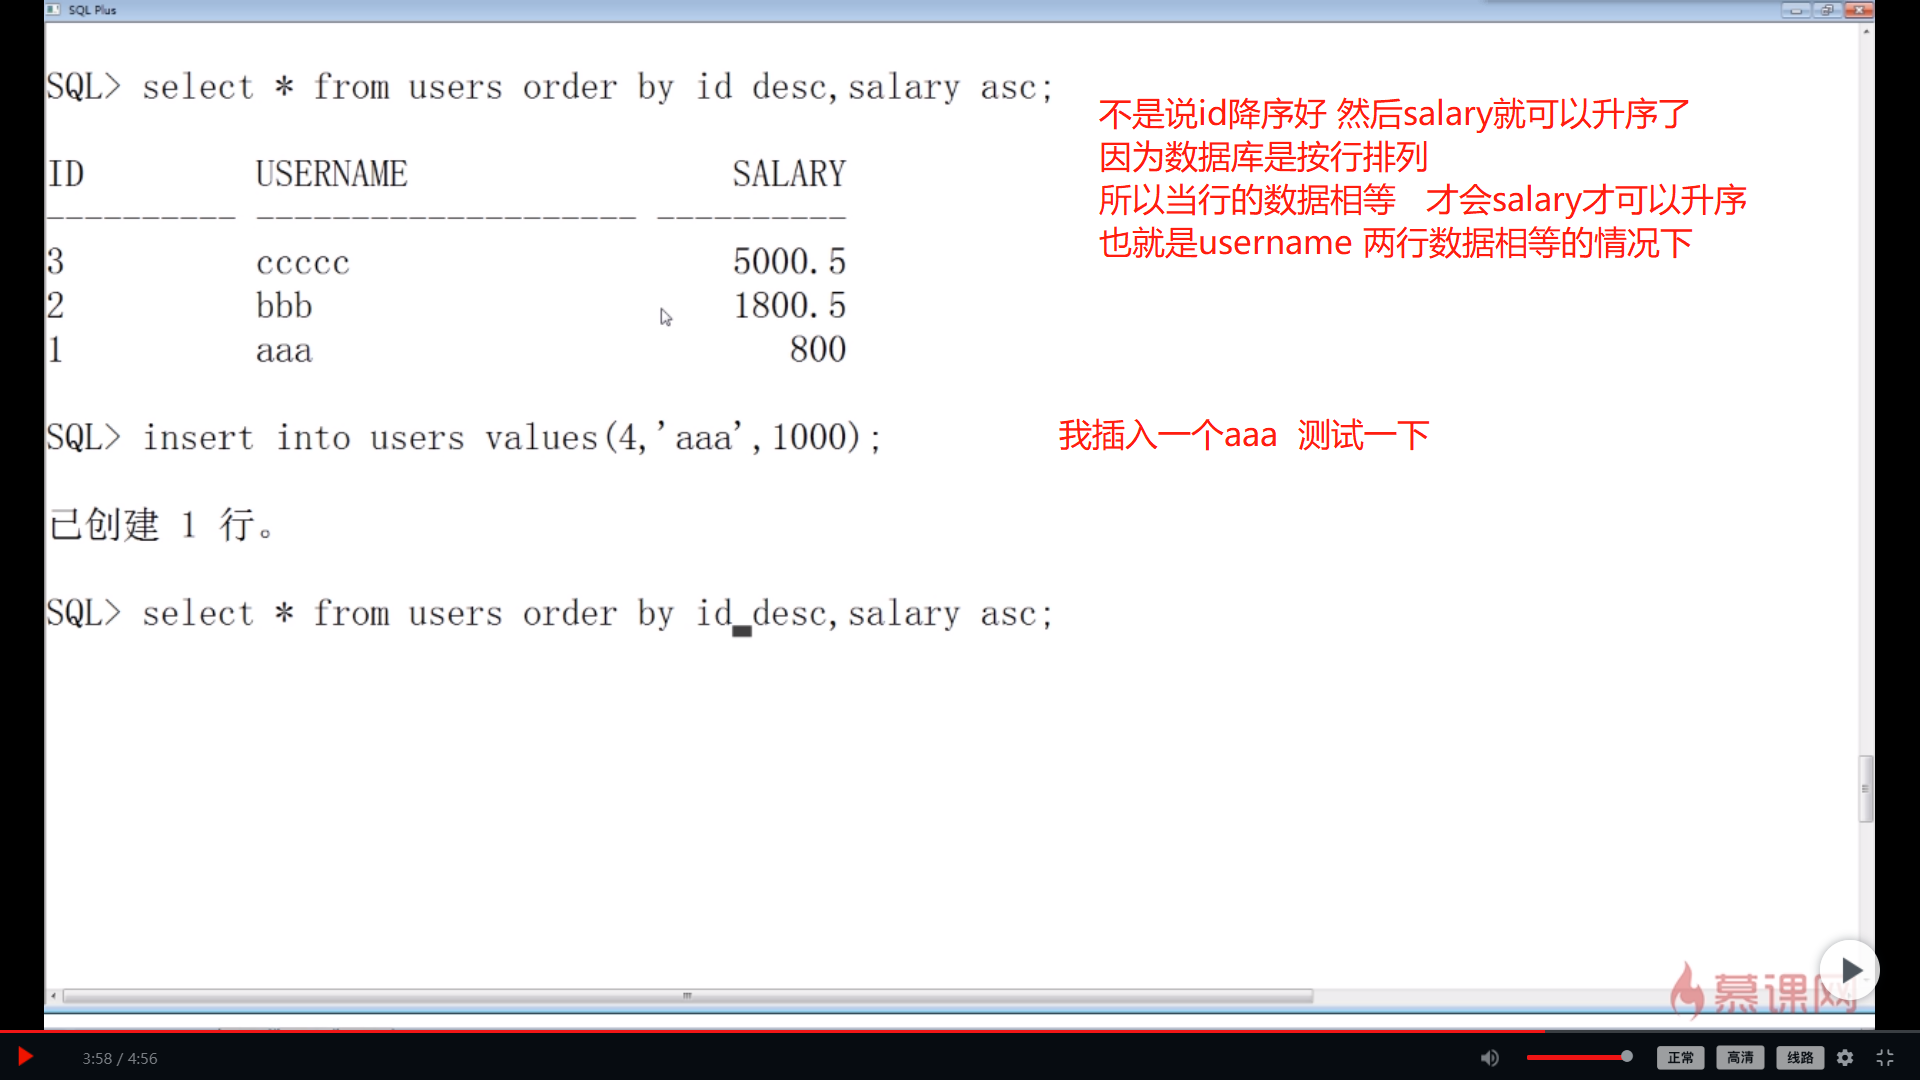 SQL Plus
SQL> select * from users order by id desc,salary asc;
不是说id降序好 然后salary就可以升序了
因为数据库是按行排列
所以当行的数据相等 才会salary才可以升序
也就是username 两行数据相等的情况下
ID USERNAME SALARY
---------- -------------------- ----------
3 ccccc 5000.5
2 bbb 1800.5
1 aaa 800
SQL> insert into users values(4,'aaa',1000);
我插入一个aaa 测试一下
已创建 1 行。
SQL> select * from users order by id desc,salary asc;
慕课网
3:58 / 4:56
正常 高清 线路